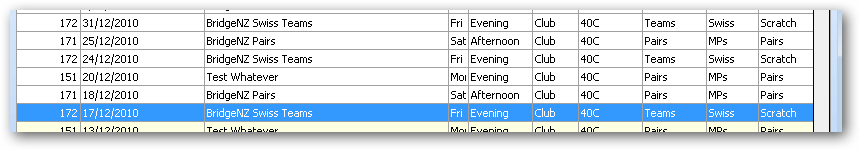 172 31/12/2010 BridgeNZ Swiss Teams Fri Evening Club 40C Teams Swiss Scratch
171 25/12/2010 BridgeNZ Pairs Sat Afternoon Club 40C Pairs MPs Pairs
172 24/12/2010 BridgeNZ Swiss Teams Fri Evening Club 40C Teams Swiss Scratch
151 20/12/2010 Test Whatever Mo Evening Club 40C Pairs MPs Pairs
171 18/12/2010 BridgeNZ Pairs Sat Afternoon Club 40C Pairs MPs Pairs
172 17/12/2010 BridgeNZ Swiss Teams Fri Evening Club 40C Teams Swiss Scratch
151 13/12/2010 Test Whatever Mo Evening Club 40C Pairs MPs Pairs